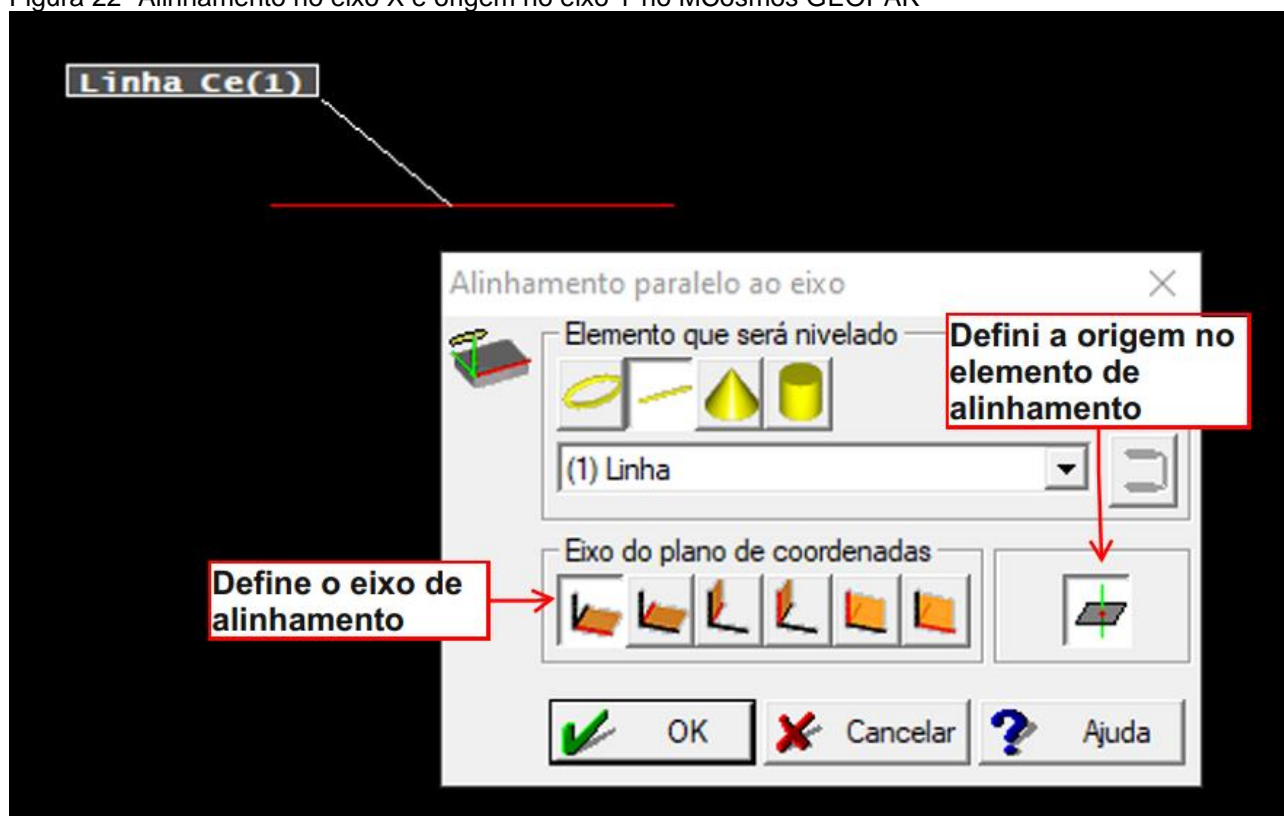 Figura 22- Alinhamento no eixo X e origem no eixo Y no MCosmos GEOPAK
Linha Ce(1)
Alinhamento paralelo ao eixo
Elemento que será nivelado
Defini a origem no
elemento de
alinhamento
(1) Linha
Eixo do plano de coordenadas
Define o eixo de
alinhamento
OK
Cancelar
Ajuda